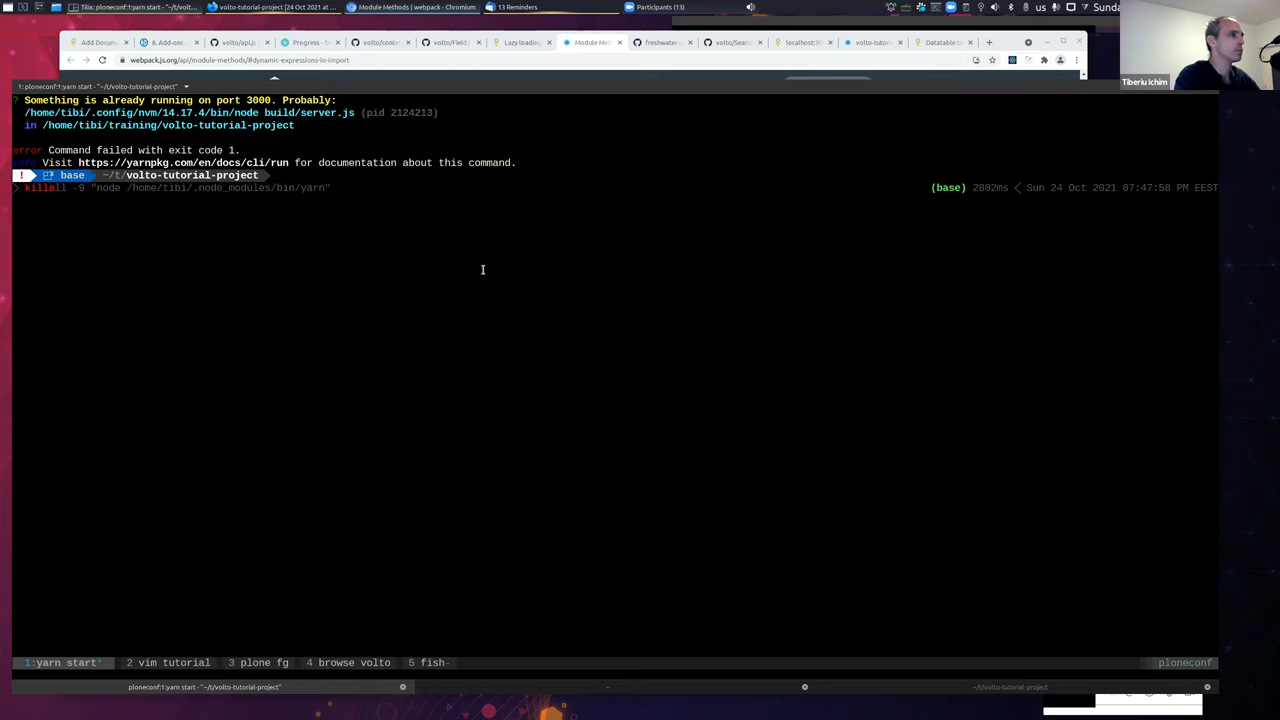 Tilix: ploneconf:1:yarn start - "~/t/volt...
volto-tutorial-project [24 Oct 2021 at ...
Module Methods | webpack - Chromium
13 Reminders
Participants (13)
us
Sunda
Add Docume
8. Add-ons
volto/api.js
Progress - S
volto/conte
volto/Field.j
Lazy loading
Module Met
freshwater.
volto/Sear
localhost:3
volto-tutori
Datatable t
webpack.js.org/api/module-methods/#dynamic-expressions-in-import
Tiberiu Ichim
1: ploneconf:1:yarn start - "~/t/volto-tutorial-project"
? Something is already running on port 3000. Probably:
/home/tibi/.config/nvm/14.17.4/bin/node build/server.js (pid 2124213)
in /home/tibi/training/volto-tutorial-project
error Command failed with exit code 1.
info Visit https://yarnpkg.com/en/docs/cli/run for documentation about this command.
! base ~/t/volto-tutorial-project
> killall -9 "node /home/tibi/.node_modules/bin/yarn" (base) 2802ms < Sun 24 Oct 2021 07:47:58 PM EEST
1:yarn start* 2 vim tutorial 3 plone fg 4 browse volto 5 fish- ploneconf
ploneconf:1:yarn start - "~/t/volto-tutorial-project"
~
~/t/volto-tutorial-project